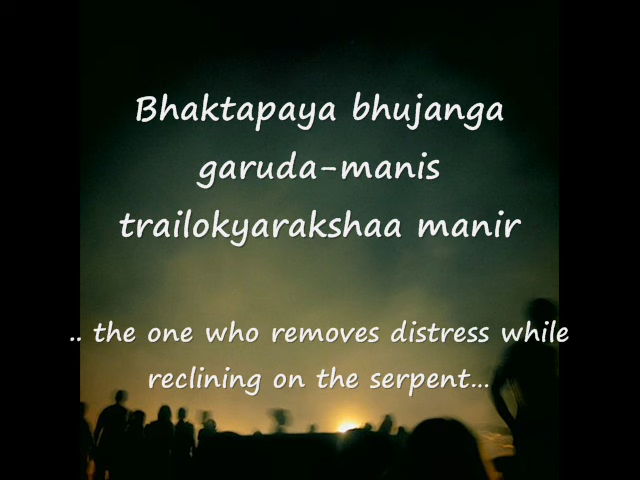 Bhaktapaya bhujanga
garuda-manis
trailokyarakshaa manir
.. the one who removes distress while
reclining on the serpent...